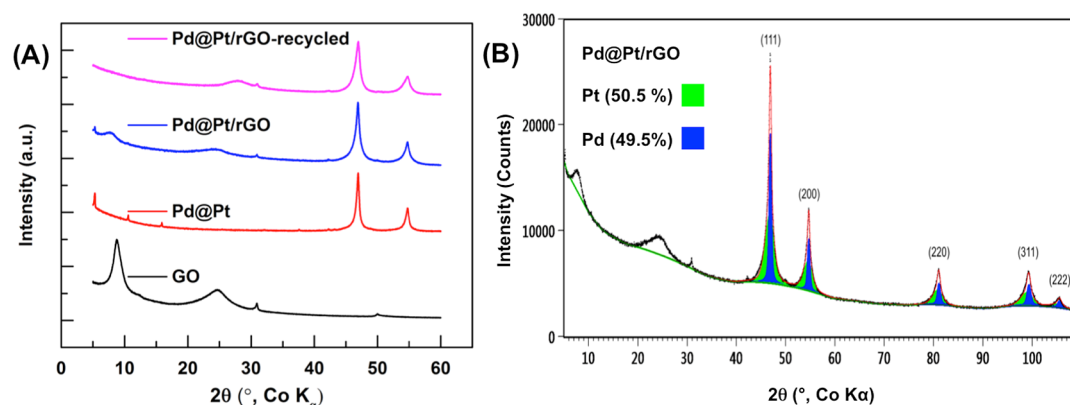 (A)
Pd@Pt/rGO-recycled
Pd@Pt/rGO
Pd@Pt
GO
Intensity (a.u.)
0 10 20 30 40 50 60
2θ (°, Co Kα)
(B)
Pd@Pt/rGO
Pt (50.5 %)
Pd (49.5%)
(111)
(200)
(220)
(311)
(222)
Intensity (Counts)
30000
20000
10000
0
10 20 30 40 50 60 70 80 90 100
2θ (°, Co Kα)